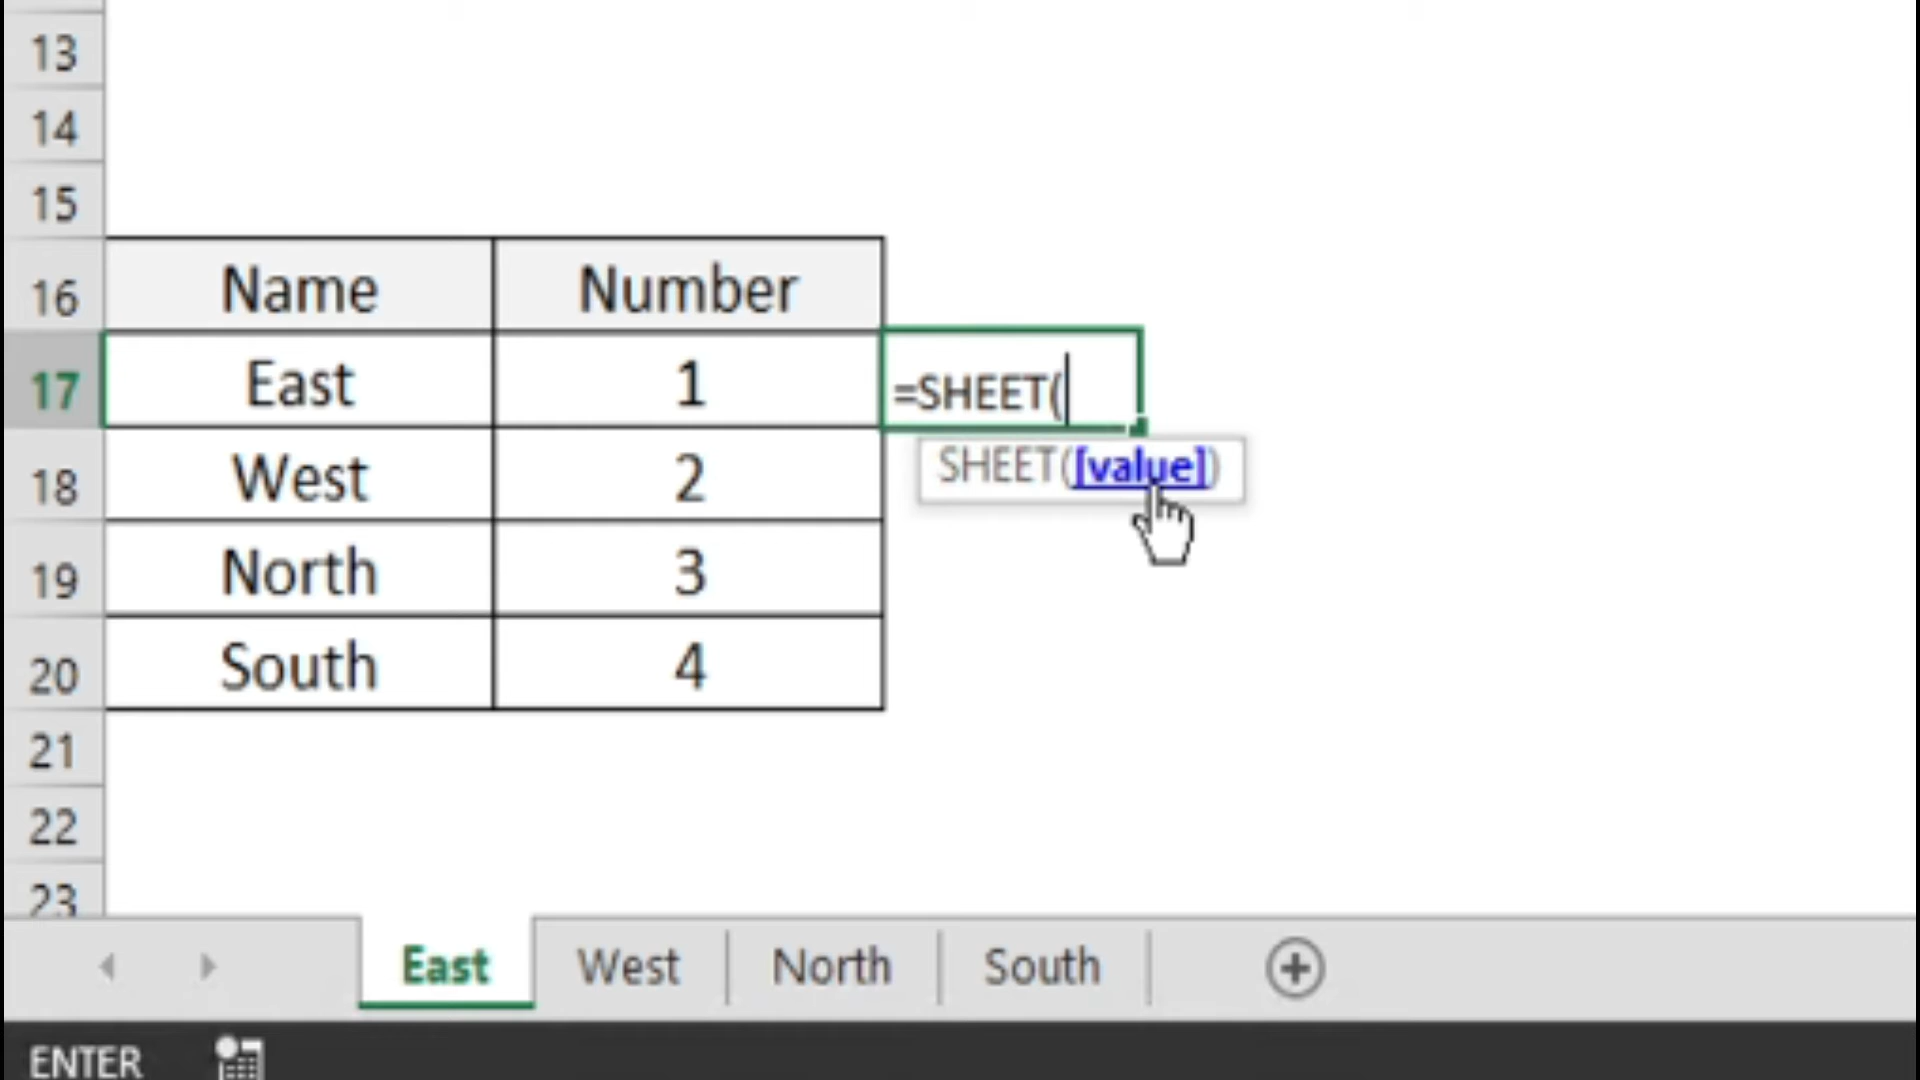 13
14
15
16 Name Number
17 East 1 =SHEET(
SHEET([value])
18 West 2
19 North 3
20 South 4
21
22
23
East West North South
ENTER